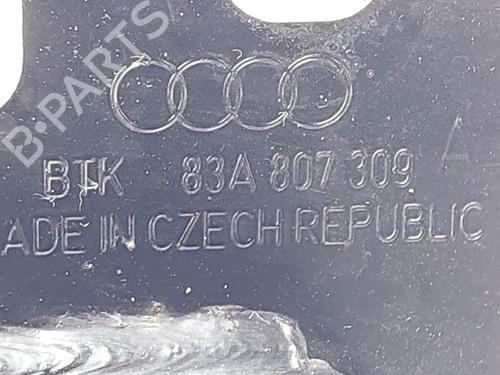 B-PARTS
BTK 83A 807 309 A
ADE IN CZECH REPUBLIC